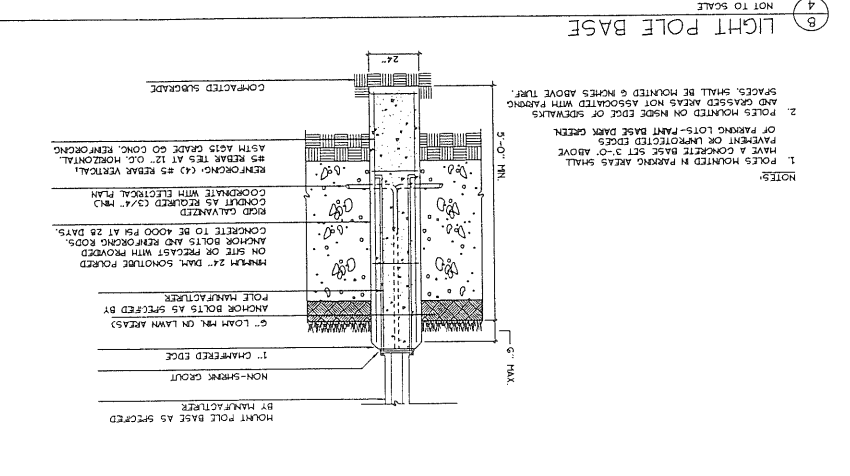 MOUNT POLE BASE AS SPECIFIED
BY MANUFACTURER
NON-SHRINK GROUT
1" CHAMFERED EDGE
6" LOAM MIN. (IN LAWN AREAS)
ANCHOR BOLTS AS SPECIFIED BY
POLE MANUFACTURER
MINIMUM 24" DIAM. SONOTUBE POURED
ON SITE OR PRECAST WITH PROVIDED
ANCHOR BOLTS AND REINFORCING RODS.
CONCRETE TO BE 4000 PSI AT 28 DAYS.
RIGID GALVANIZED
CONDUIT AS REQUIRED (3/4" MIN.)
COORDINATE WITH ELECTRICAL PLAN
REINFORCING: (4) #5 REBAR VERTICAL,
#5 REBAR TIES AT 12" O.C. HORIZONTAL.
ASTM A615 GRADE 60 CONC. REINFORCING
COMPACTED SUBGRADE
6" MAX.
5'-0" MIN.
24"
NOTES:
1. POLES MOUNTED IN PARKING AREAS SHALL
HAVE A CONCRETE BASE SET 3'-0" ABOVE
PAVEMENT OR UNPROTECTED EDGES
OF PARKING LOTS-PAINT BASE DARK GREEN.
2. POLES MOUNTED ON INSIDE EDGE OF SIDEWALKS
AND GRASSED AREAS NOT ASSOCIATED WITH PARKING
SPACES, SHALL BE MOUNTED 6 INCHES ABOVE TURF.
B
4
LIGHT POLE BASE
NOT TO SCALE